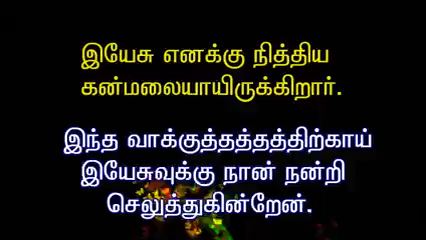 இயேசு எனக்கு நித்திய
கன்மலையாயிருக்கிறார்.
இந்த வாக்குத்தத்தத்திற்காய்
இயேசுவுக்கு நான் நன்றி
செலுத்துகின்றேன்.